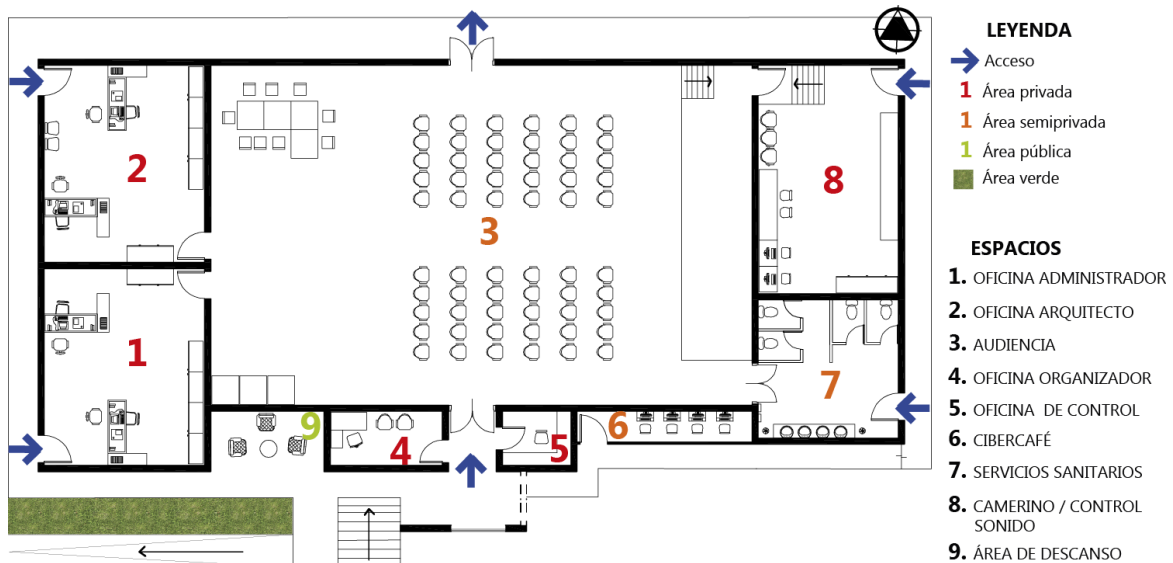 LEYENDA
Acceso
1 Área privada
1 Área semiprivada
1 Área pública
Área verde
ESPACIOS
1. OFICINA ADMINISTRADOR
2. OFICINA ARQUITECTO
3. AUDIENCIA
4. OFICINA ORGANIZADOR
5. OFICINA DE CONTROL
6. CIBERCAFÉ
7. SERVICIOS SANITARIOS
8. CAMERINO / CONTROL
SONIDO
9. ÁREA DE DESCANSO
2
8
3
1
7
9
6
4
5